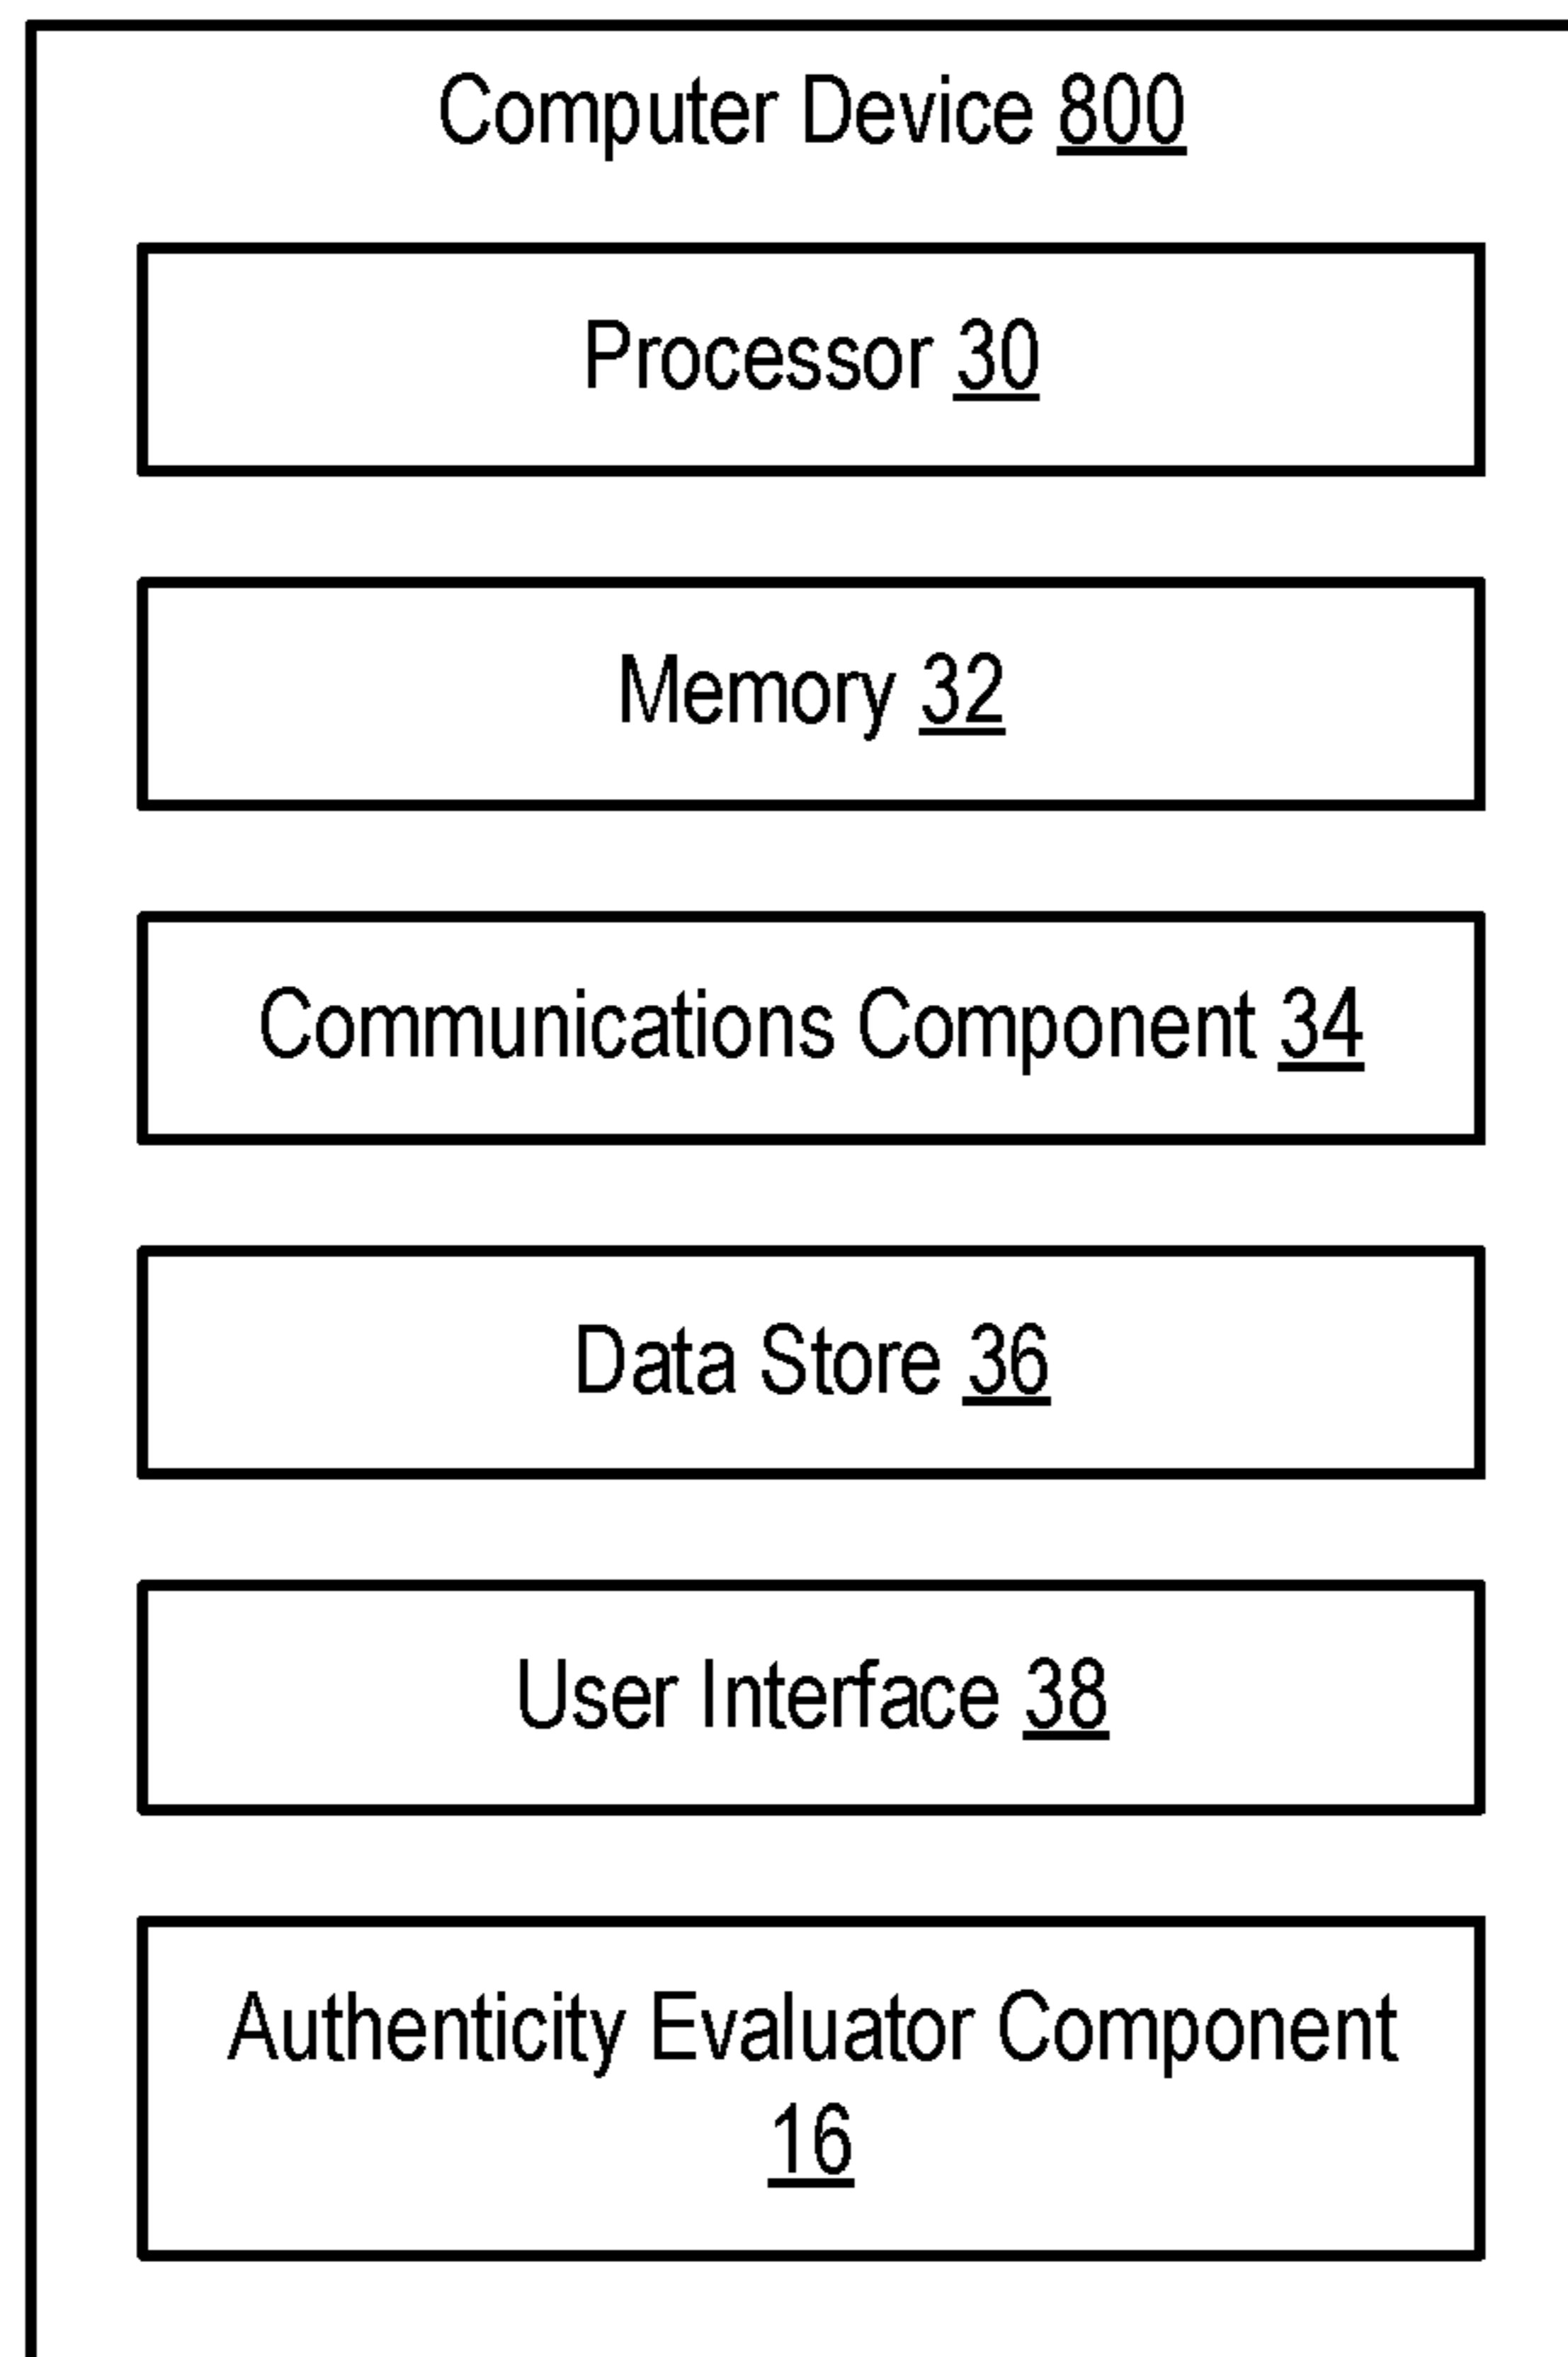 Computer Device 800
Processor 30
Memory 32
Communications Component 34
Data Store 36
User Interface 38
Authenticity Evaluator Component
16